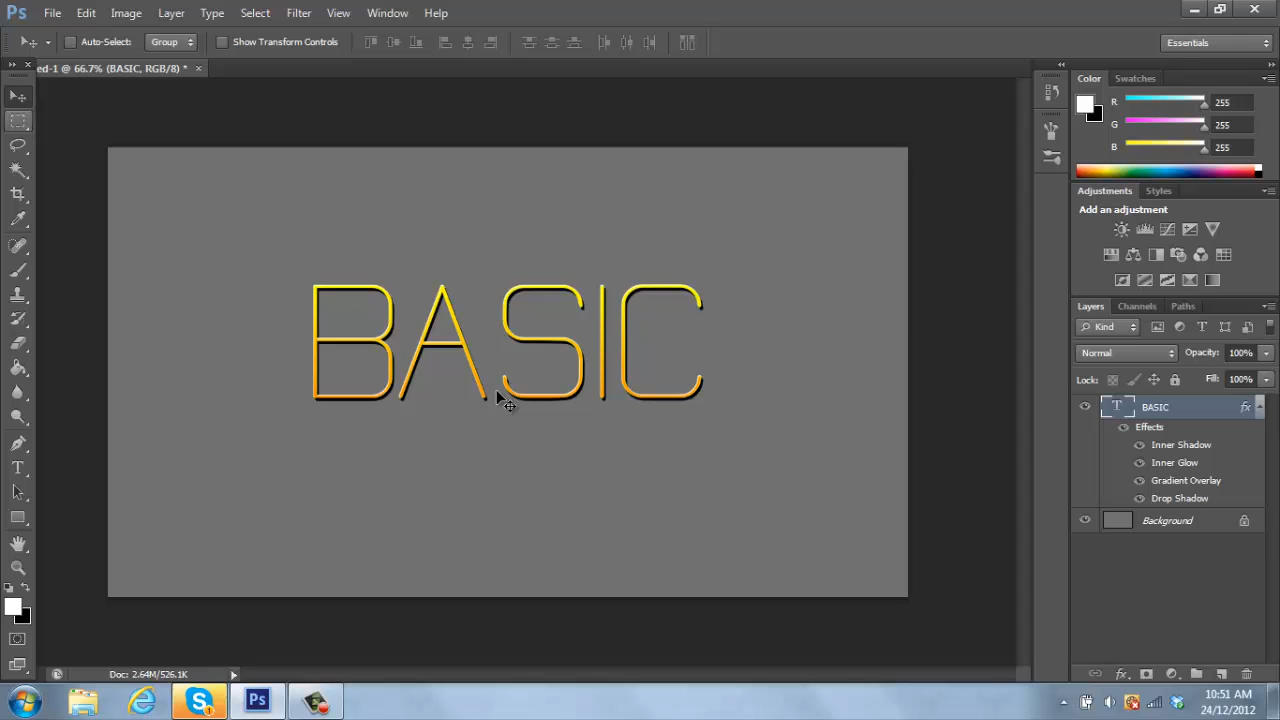 Ps File Edit Image Layer Type Select Filter View Window Help
Auto-Select: Group Show Transform Controls Essentials
ed-1 @ 66.7% (BASIC, RGB/8) * ×
Color Swatches
R 255
G 255
B 255
Adjustments Styles
Add an adjustment
BASIC
Layers Channels Paths
Kind
Normal Opacity: 100%
Lock: Fill: 100%
T BASIC fx
Effects
Inner Shadow
Inner Glow
Gradient Overlay
Drop Shadow
Background
Doc: 2.64M/526.1K
Ps
10:51 AM
24/12/2012